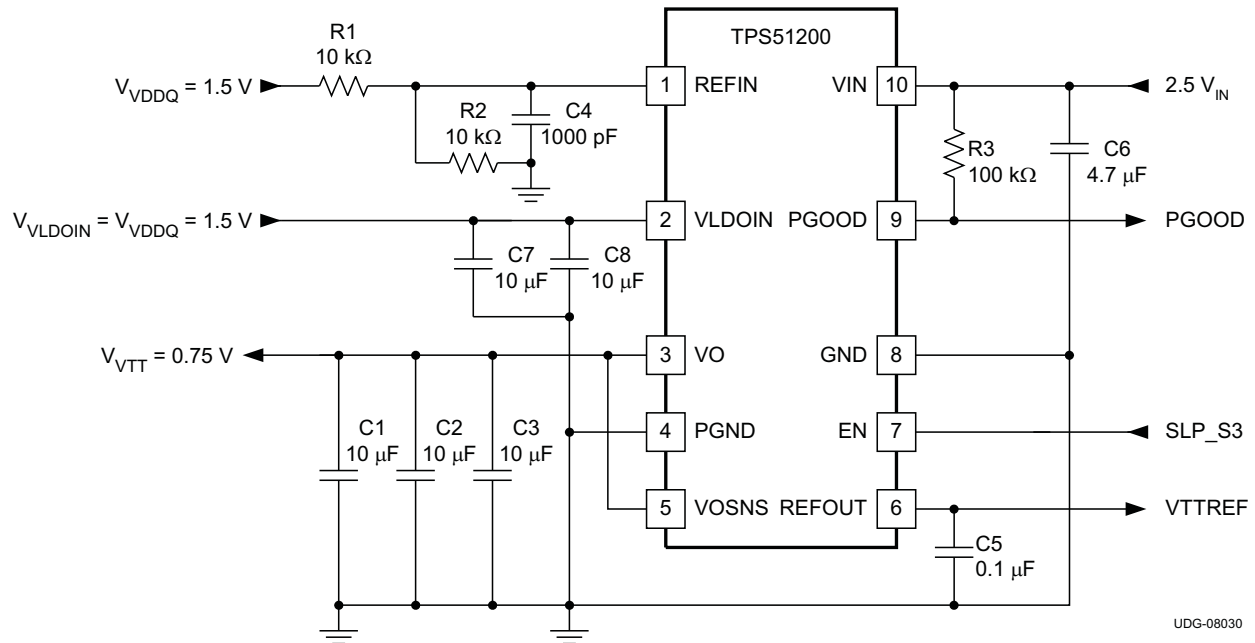 TPS51200
R1
10 kΩ
V_VDDQ = 1.5 V
1 REFIN
VIN 10
2.5 V_IN
R2
10 kΩ
C4
1000 pF
R3
100 kΩ
C6
4.7 µF
V_VLDOIN = V_VDDQ = 1.5 V
2 VLDOIN
PGOOD 9
PGOOD
C7
10 µF
C8
10 µF
V_VTT = 0.75 V
3 VO
GND 8
C1
10 µF
C2
10 µF
C3
10 µF
4 PGND
EN 7
SLP_S3
5 VOSNS
REFOUT 6
VTTREF
C5
0.1 µF
UDG-08030